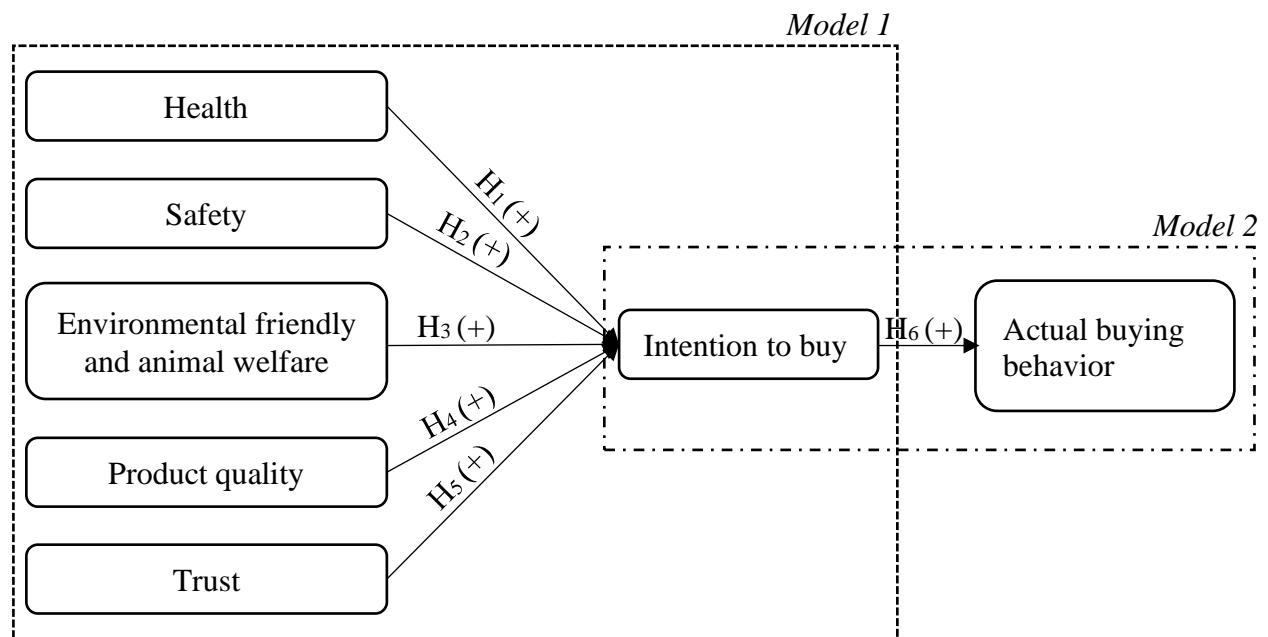 Model 1
Health
H₁ (+)
Safety
H₂ (+)
Model 2
Environmental friendly
and animal welfare
H₃ (+)
Intention to buy
H₆ (+)
Actual buying
behavior
H₄ (+)
Product quality
H₅ (+)
Trust